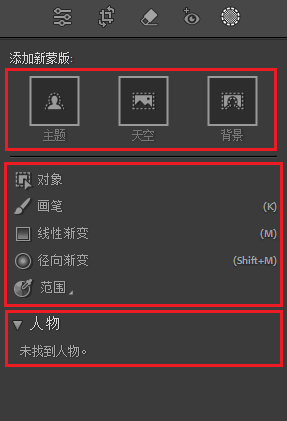 添加新蒙版:
主题 天空 背景
对象
画笔 (K)
线性渐变 (M)
径向渐变 (Shift+M)
范围
人物
未找到人物。